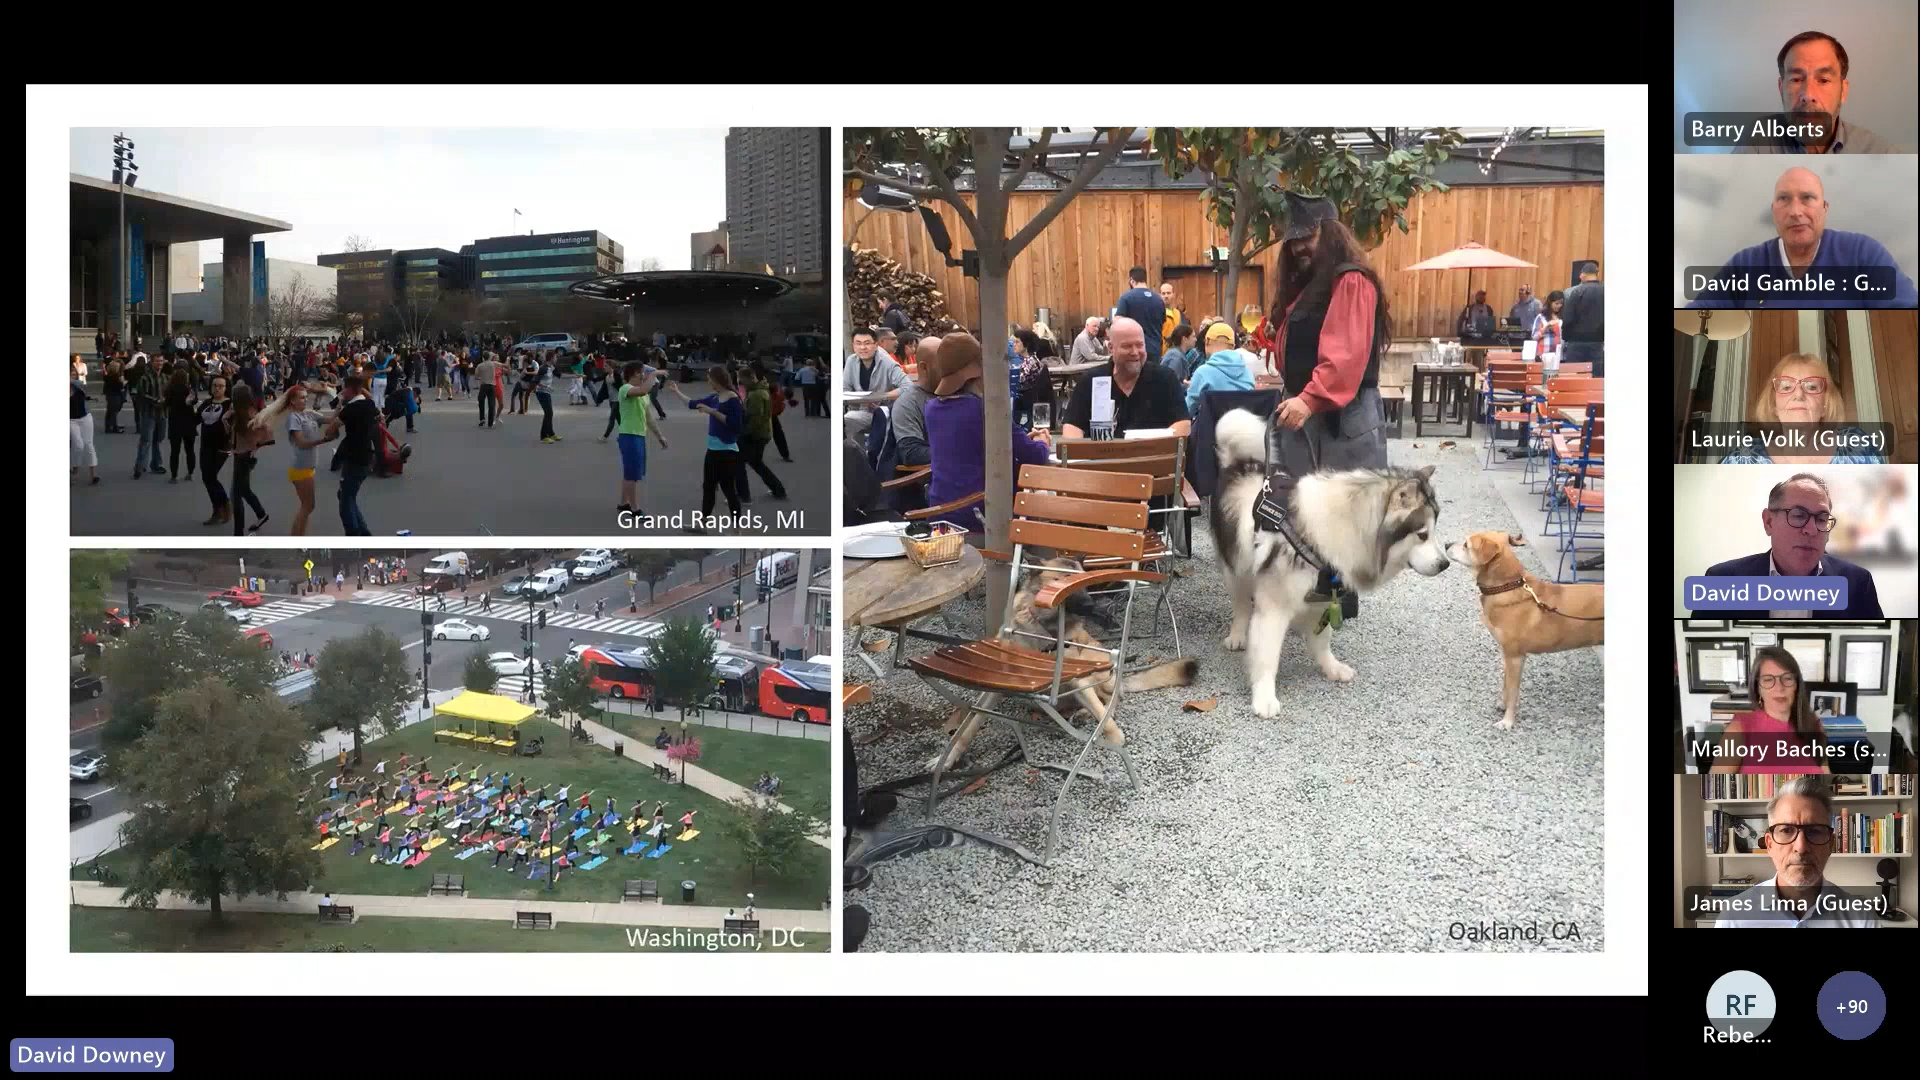 Huntington
Grand Rapids, MI
Washington, DC
Oakland, CA
Barry Alberts
David Gamble : G...
Laurie Volk (Guest)
David Downey
Mallory Baches (s...
James Lima (Guest)
RF
Rebe...
+90
David Downey